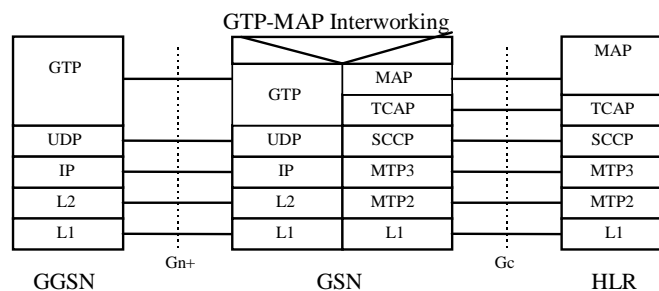 GTP-MAP Interworking
GTP
UDP
IP
L2
L1
GGSN
Gn+
GTP
UDP
IP
L2
L1
MAP
TCAP
SCCP
MTP3
MTP2
L1
GSN
Gc
MAP
TCAP
SCCP
MTP3
MTP2
L1
HLR